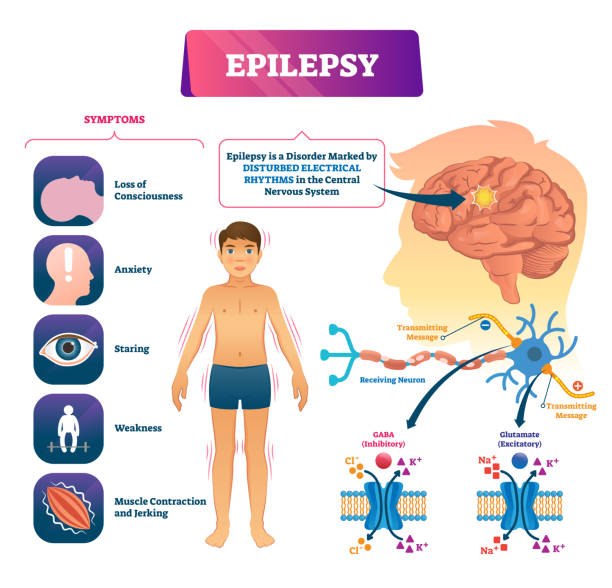 EPILEPSY
SYMPTOMS
Loss of
Consciousness
Anxiety
Staring
Weakness
Muscle Contraction
and Jerking
Epilepsy is a Disorder Marked by
DISTURBED ELECTRICAL
RHYTHMS in the Central
Nervous System
Transmitting
Message
Receiving Neuron
Transmitting
Message
GABA
(Inhibitory)
Cl⁻
K⁺
Cl⁻
K⁺
Glutamate
(Excitatory)
Na⁺
K⁺
Na⁺
K⁺